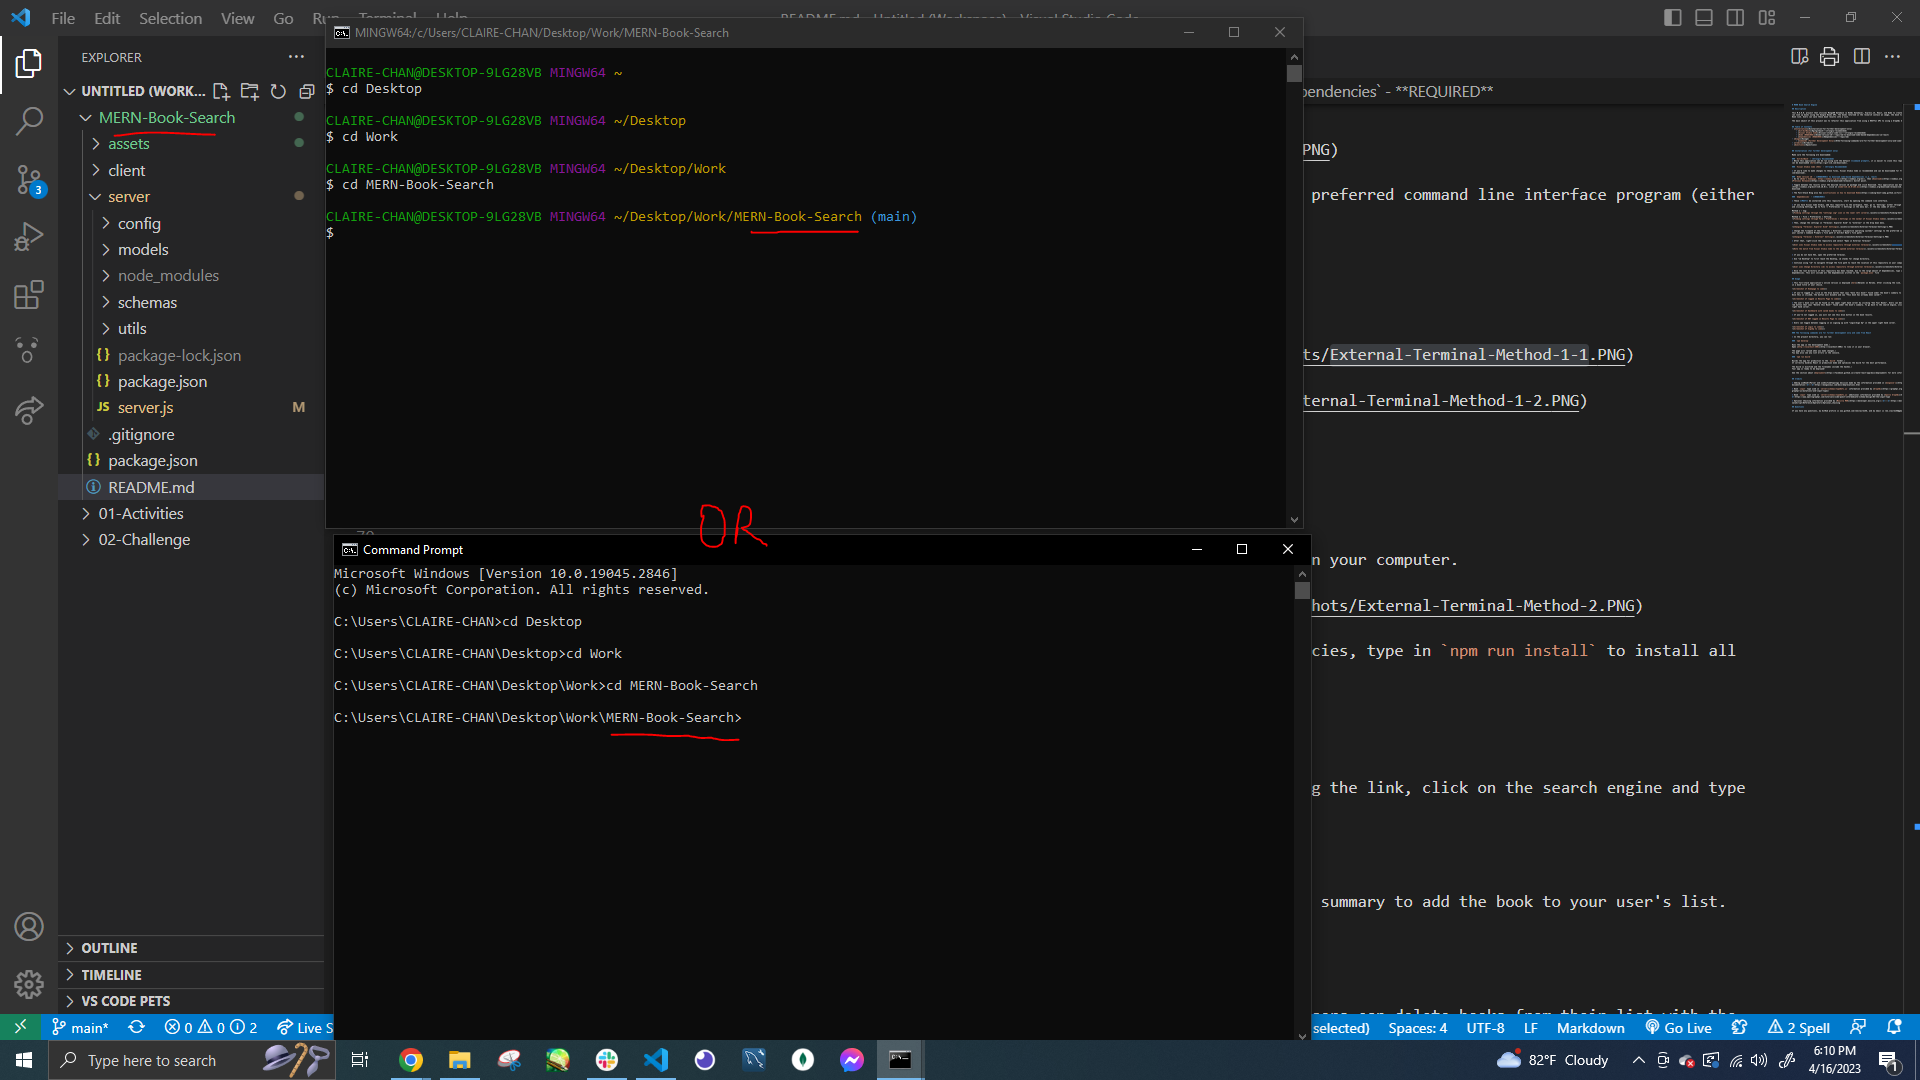 File Edit Selection View Go
EXPLORER
UNTITLED (WORK...
MERN-Book-Search
assets
client
server
config
models
node_modules
schemas
utils
package-lock.json
package.json
JS server.js M
.gitignore
package.json
README.md
01-Activities
02-Challenge
OUTLINE
TIMELINE
VS CODE PETS
MINGW64:/c/Users/CLAIRE-CHAN/Desktop/Work/MERN-Book-Search
CLAIRE-CHAN@DESKTOP-9LG28VB MINGW64 ~
$ cd Desktop
CLAIRE-CHAN@DESKTOP-9LG28VB MINGW64 ~/Desktop
$ cd Work
CLAIRE-CHAN@DESKTOP-9LG28VB MINGW64 ~/Desktop/Work
$ cd MERN-Book-Search
CLAIRE-CHAN@DESKTOP-9LG28VB MINGW64 ~/Desktop/Work/MERN-Book-Search (main)
$
OR
Command Prompt
Microsoft Windows [Version 10.0.19045.2846]
(c) Microsoft Corporation. All rights reserved.
C:\Users\CLAIRE-CHAN>cd Desktop
C:\Users\CLAIRE-CHAN\Desktop>cd Work
C:\Users\CLAIRE-CHAN\Desktop\Work>cd MERN-Book-Search
C:\Users\CLAIRE-CHAN\Desktop\Work\MERN-Book-Search>
pendencies` - **REQUIRED**
PNG)
preferred command line interface program (either
ts/External-Terminal-Method-1-1.PNG)
ternal-Terminal-Method-1-2.PNG)
n your computer.
hots/External-Terminal-Method-2.PNG)
cies, type in `npm run install` to install all
g the link, click on the search engine and type
summary to add the book to your user's list.
main* 0 0 2 Live S
selected) Spaces: 4 UTF-8 LF Markdown Go Live 2 Spell
Type here to search
82°F Cloudy
6:10 PM
4/16/2023
1
3